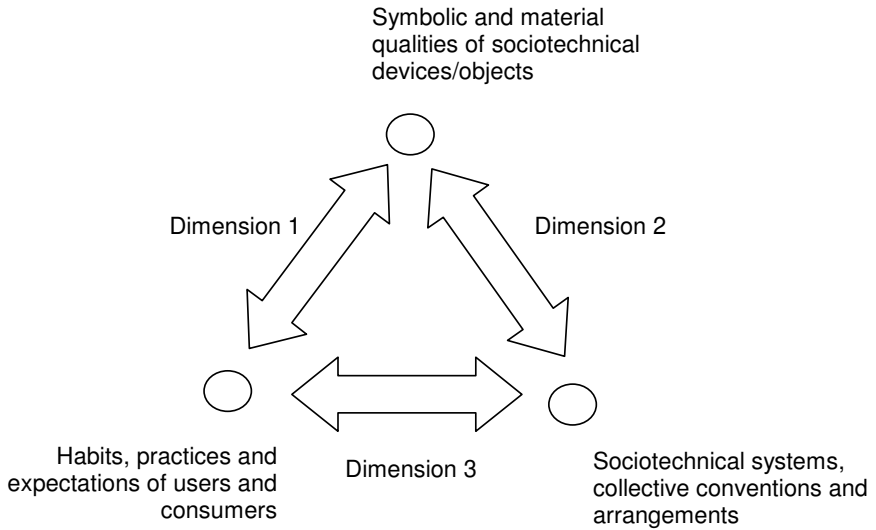 Symbolic and material
qualities of sociotechnical
devices/objects
Dimension 1
Dimension 2
Habits, practices and
expectations of users and
consumers
Dimension 3
Sociotechnical systems,
collective conventions and
arrangements